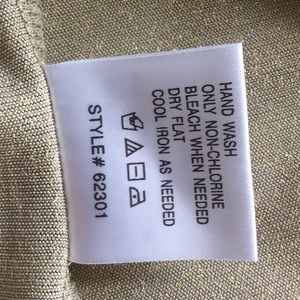 HAND WASH
ONLY NON-CHLORINE
BLEACH WHEN NEEDED
DRY FLAT
COOL IRON AS NEEDED
STYLE# 62301